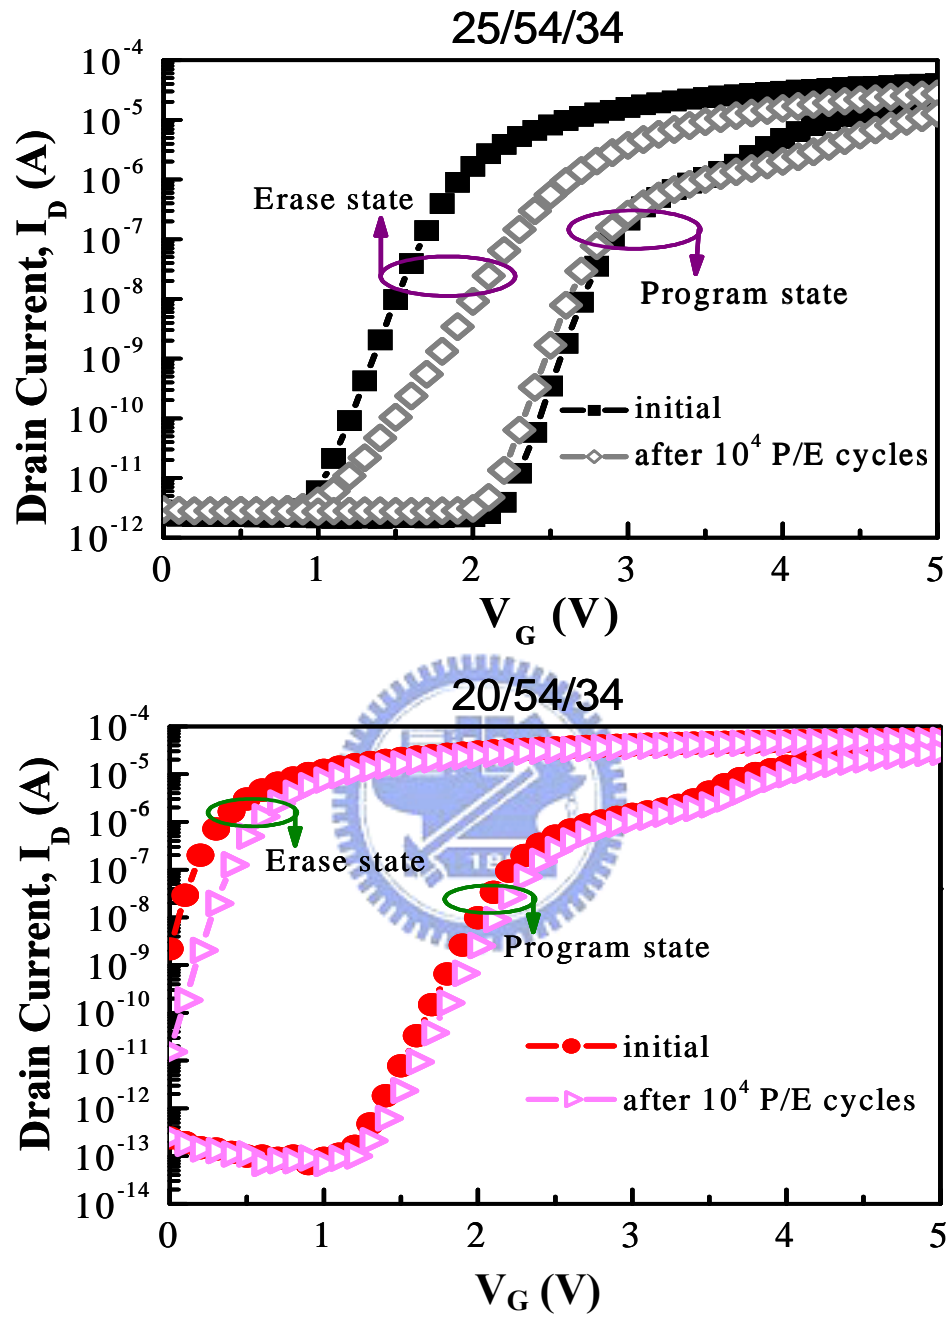 25/54/34
10-4
10-5
10-6
10-7
10-8
10-9
10-10
10-11
10-12
Drain Current, ID (A)
Erase state
Program state
initial
after 104 P/E cycles
0 1 2 3 4 5
VG (V)
20/54/34
10-4
10-5
10-6
10-7
10-8
10-9
10-10
10-11
10-12
10-13
10-14
Drain Current, ID (A)
Erase state
Program state
initial
after 104 P/E cycles
0 1 2 3 4 5
VG (V)